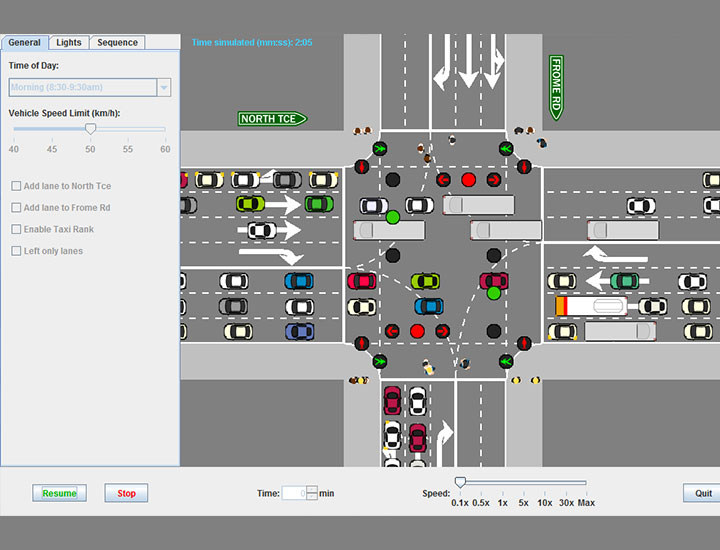 General Lights Sequence
Time simulated (mm:ss): 2:05
Time of Day:
Morning (8:30-9:30am)
Vehicle Speed Limit (km/h):
40 45 50 55 60
NORTH TCE
FROME RD
Add lane to North Tce
Add lane to Frome Rd
Enable Taxi Rank
Left only lanes
Resume Stop Time: 0 min Speed: Quit
0.1x 0.5x 1x 5x 10x 30x Max